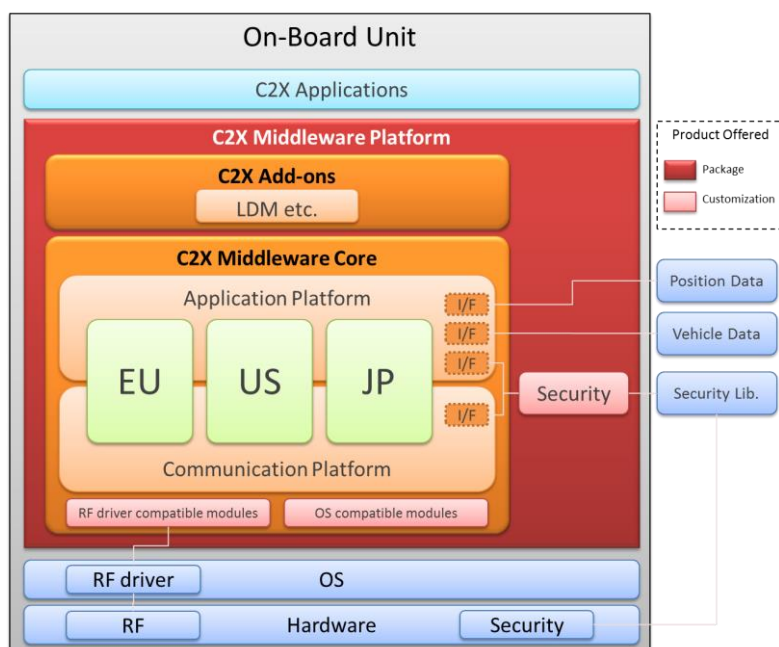 On-Board Unit
C2X Applications
C2X Middleware Platform
C2X Add-ons
LDM etc.
C2X Middleware Core
Application Platform
I/F
I/F
I/F
I/F
EU
US
JP
Communication Platform
RF driver compatible modules
OS compatible modules
Security
RF driver
OS
RF
Hardware
Security
Product Offered
Package
Customization
Position Data
Vehicle Data
Security Lib.